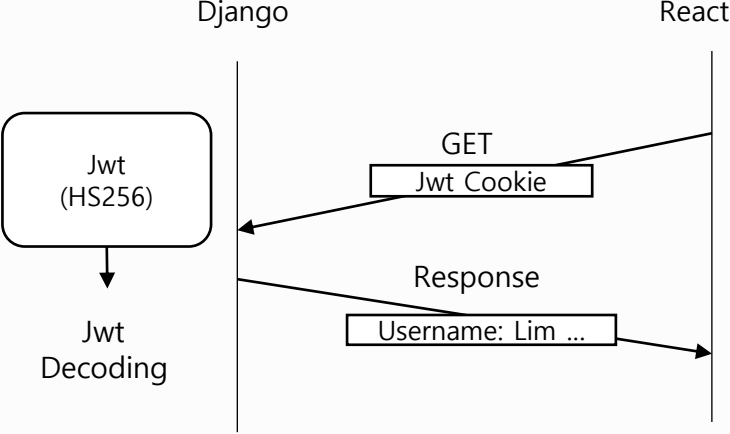 Django
React
GET
Jwt Cookie
Jwt
(HS256)
Response
Username: Lim ...
Jwt
Decoding